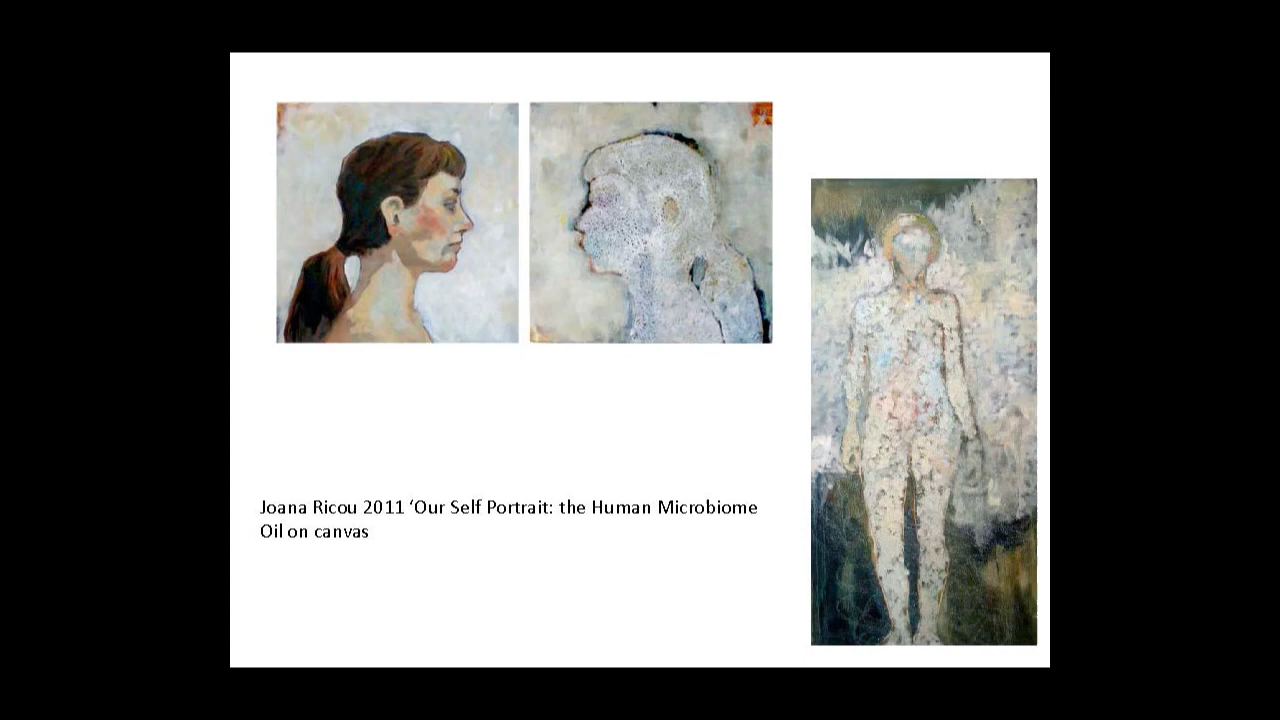 Joana Ricou 2011 ‘Our Self Portrait: the Human Microbiome
Oil on canvas